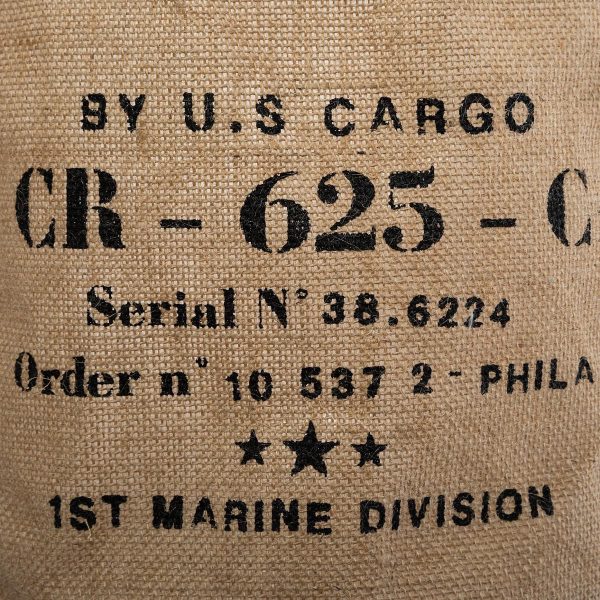 BY U.S CARGO
CR - 625 - C
Serial N° 38.6224
Order n° 10 537 2 - PHILA
1ST MARINE DIVISION